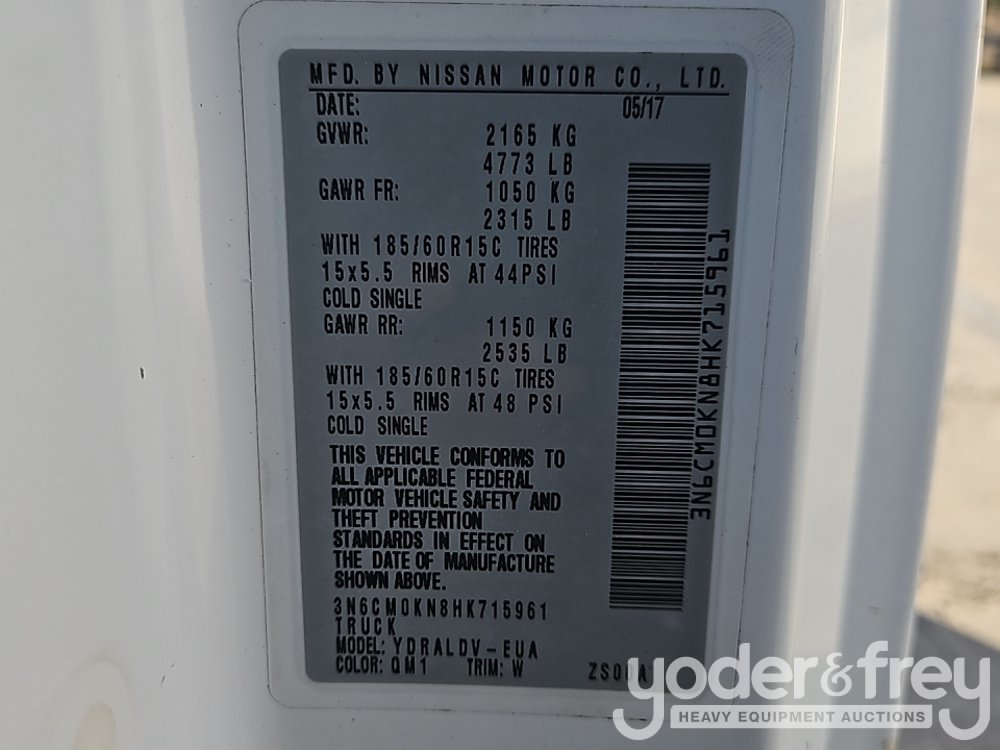 MFD. BY NISSAN MOTOR CO., LTD.
DATE: 05/17
GVWR: 2165 KG
4773 LB
GAWR FR: 1050 KG
2315 LB
WITH 185/60R15C TIRES
15x5.5 RIMS AT 44PSI
COLD SINGLE
GAWR RR: 1150 KG
2535 LB
WITH 185/60R15C TIRES
15x5.5 RIMS AT 48 PSI
COLD SINGLE
THIS VEHICLE CONFORMS TO
ALL APPLICABLE FEDERAL
MOTOR VEHICLE SAFETY AND
THEFT PREVENTION
STANDARDS IN EFFECT ON
THE DATE OF MANUFACTURE
SHOWN ABOVE.
3N6CM0KN8HK715961
TRUCK
MODEL: YDRALDV-EUA
COLOR: QM1 TRIM: W
3N6CM0KN8HK715961
yoder&frey
HEAVY EQUIPMENT AUCTIONS